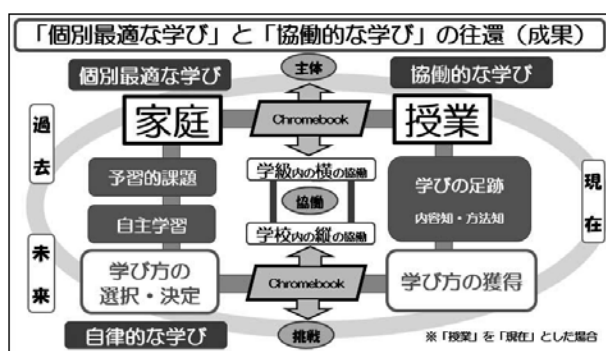 「個別最適な学び」と「協働的な学び」の往還（成果）
個別最適な学び
主体
協働的な学び
家庭
Chromebook
授業
過去
予習的課題
学級内の横の協働
学びの足跡
現在
自主学習
協働
内容知・方法知
学校内の縦の協働
未来
学び方の
選択・決定
Chromebook
学び方の獲得
自律的な学び
挑戦
※「授業」を「現在」とした場合